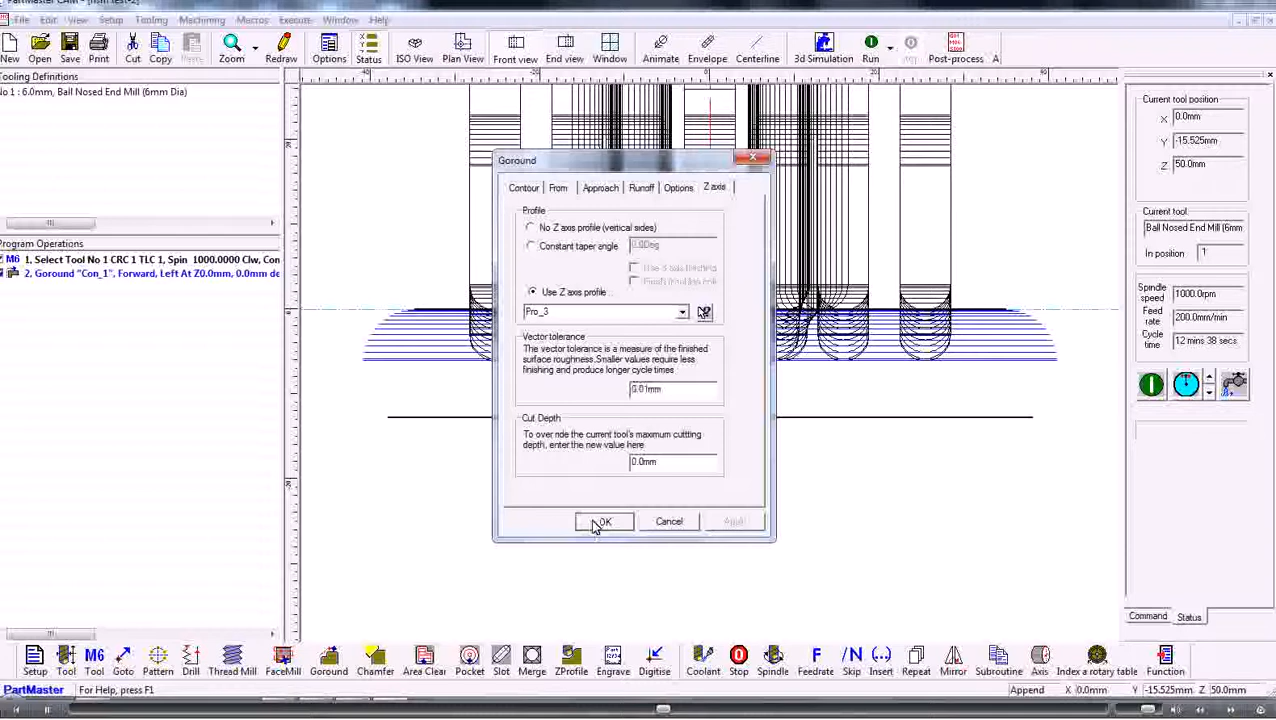 PartMaster CAM - [hsm test-2]
File Edit View Setup Tooling Machining Macros Execute Window Help
New Open Save Print Cut Copy Paste Zoom Redraw Options Status ISO View Plan View Front view End view Window Animate Envelope Centerline 3d Simulation Run Post-process A
Tooling Definitions
No 1 : 6.0mm, Ball Nosed End Mill (6mm Dia)
Program Operations
M6 1, Select Tool No 1 CRC 1 TLC 1, Spin 1000.0000 Clw, Con
2, Goround "Con_1", Forward, Left At Z0.0mm, 0.0mm de
Goround
Contour From Approach Runoff Options Z axis
Profile
No Z axis profile (vertical sides)
Constant taper angle 0.0Deg
Use Z axis profile
Pro_3
Vector tolerance
The vector tolerance is a measure of the finished
surface roughness.Smaller values require less
finishing and produce longer cycle times
0.01mm
Cut Depth
To over ride the current tool's maximum cuttting
depth, enter the new value here
0.0mm
OK Cancel Apply
Current tool position
X 0.0mm
Y -15.525mm
Z 50.0mm
Current tool:
Ball Nosed End Mill (6mm
In position 1
Spindle
speed 1000.0rpm
Feed
rate 200.0mm/min
Cycle
time 12 mins 38 secs
Command Status
Setup Tool M6 Tool Goto Pattern Drill Thread Mill FaceMill Goround Chamfer Area Clear Pocket Slot Merge ZProfile Engrave Digitise Coolant Stop Spindle F Feedrate /N Skip Insert Repeat Mirror Subroutine Axis Index a rotary table Function
PartMaster For Help, press F1 Append X 0.0mm Y -15.525mm Z 50.0mm